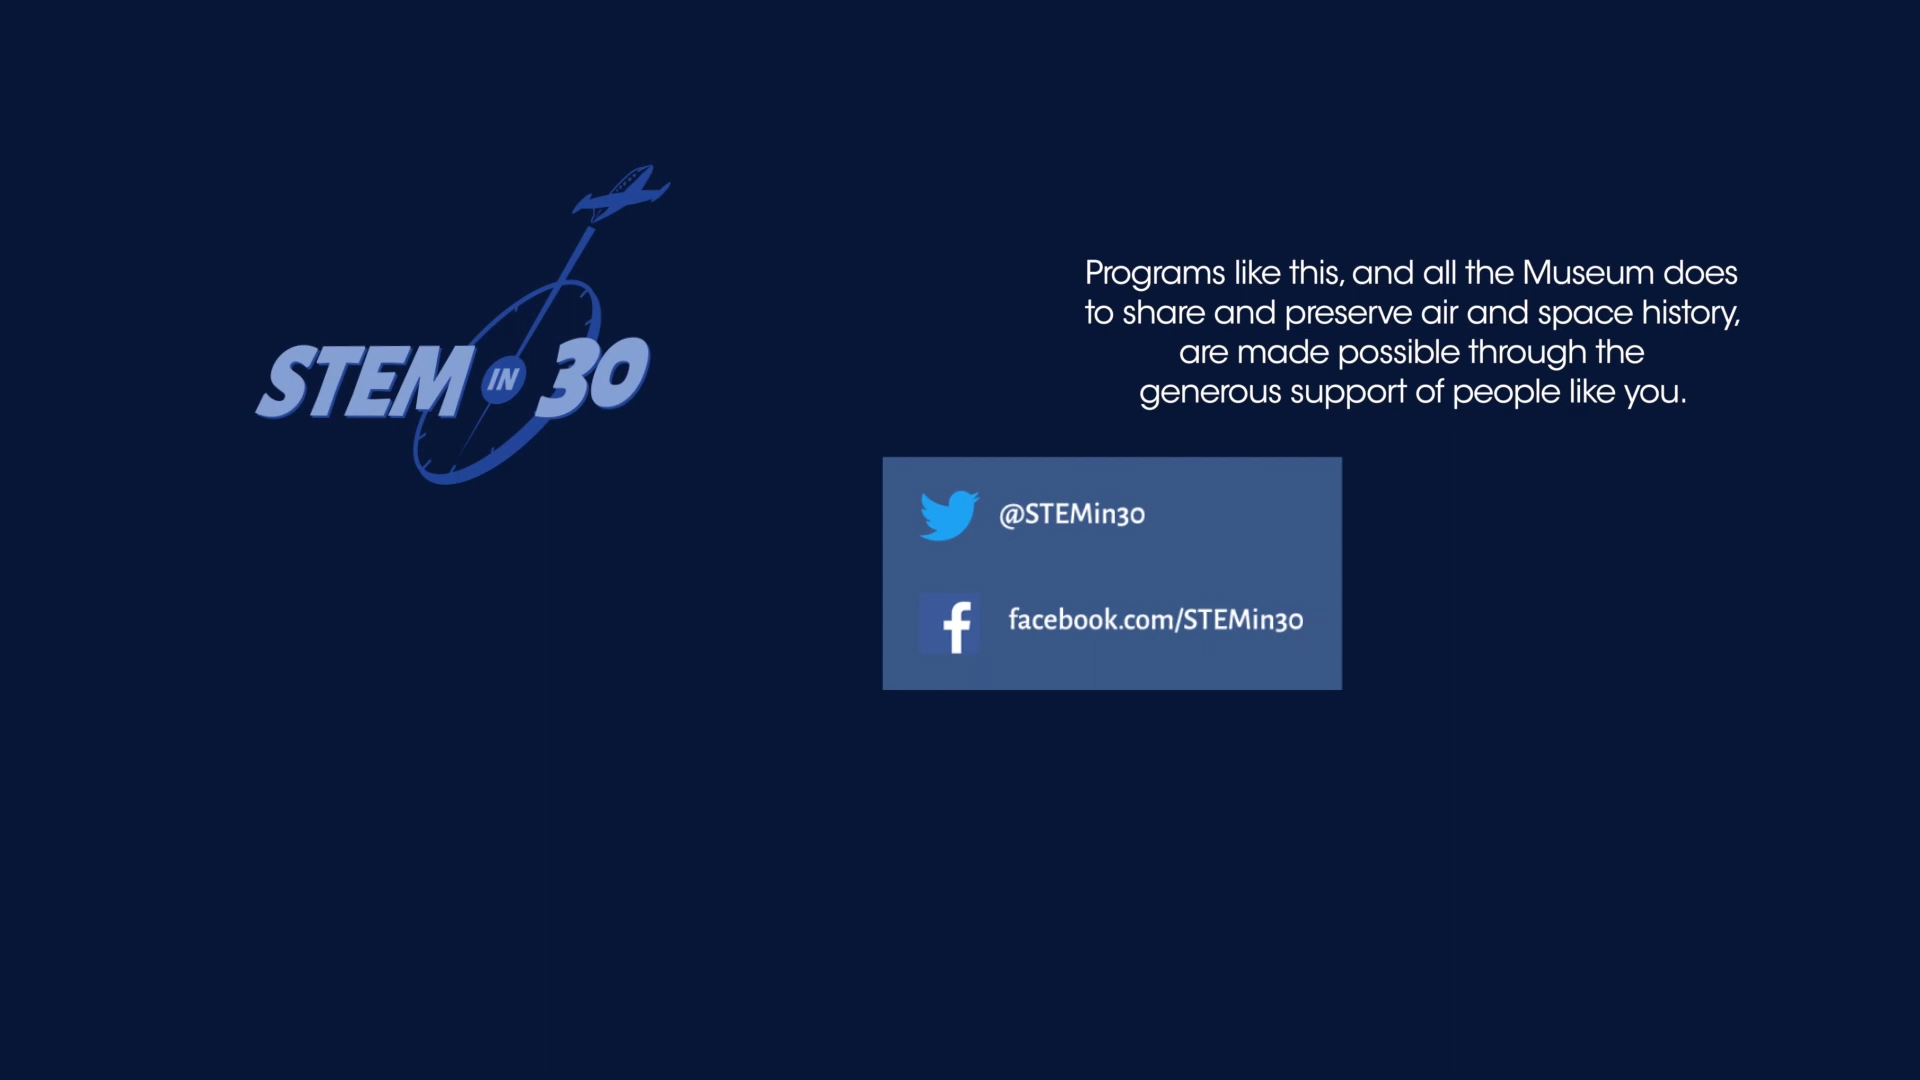 STEM IN 30
Programs like this, and all the Museum does
to share and preserve air and space history,
are made possible through the
generous support of people like you.
@STEMin30
facebook.com/STEMin30